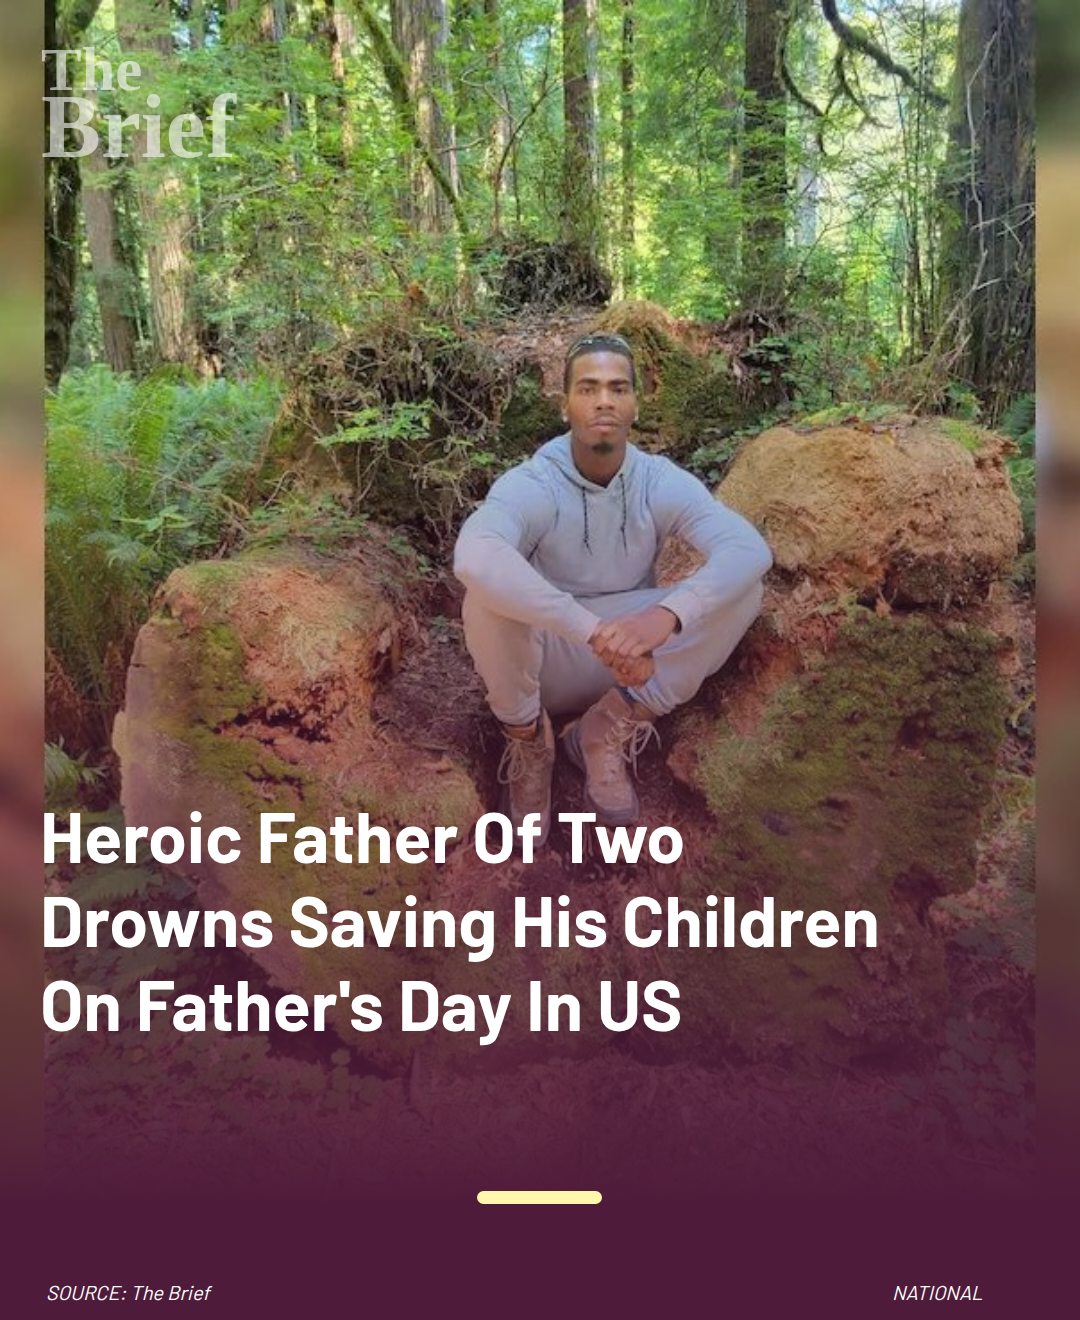 The
Brief
Heroic Father Of Two
Drowns Saving His Children
On Father's Day In US
SOURCE: The Brief
NATIONAL